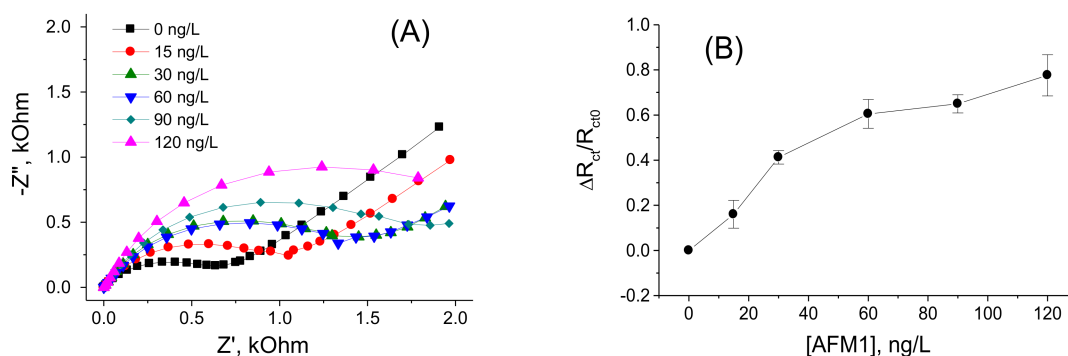 (A)
0 ng/L
15 ng/L
30 ng/L
60 ng/L
90 ng/L
120 ng/L
-Z", kOhm
2.0
1.5
1.0
0.5
0.0
0.0 0.5 1.0 1.5 2.0
Z', kOhm
(B)
ΔRct/Rct0
1.0
0.8
0.6
0.4
0.2
0.0
-0.2
0 20 40 60 80 100 120
[AFM1], ng/L